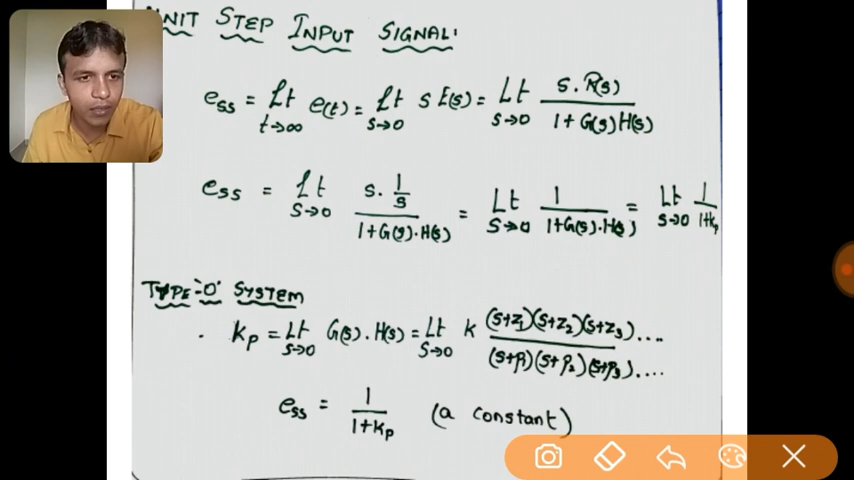 UNIT STEP INPUT SIGNAL:
ess = Lt t→∞ e(t) = Lt s→0 s E(s) = Lt s→0 s.R(s) / 1+G(s)H(s)
ess = Lt s→0 s.1/s / 1+G(s).H(s) = Lt s→0 1 / 1+G(s).H(s) = Lt s→0 1 / 1+kp
TYPE-'0' SYSTEM
. Kp = Lt s→0 G(s).H(s) = Lt s→0 K (s+z1)(s+z2)(s+z3).... / (s+p1)(s+p2)(s+p3)....
ess = 1 / 1+kp (a constant)